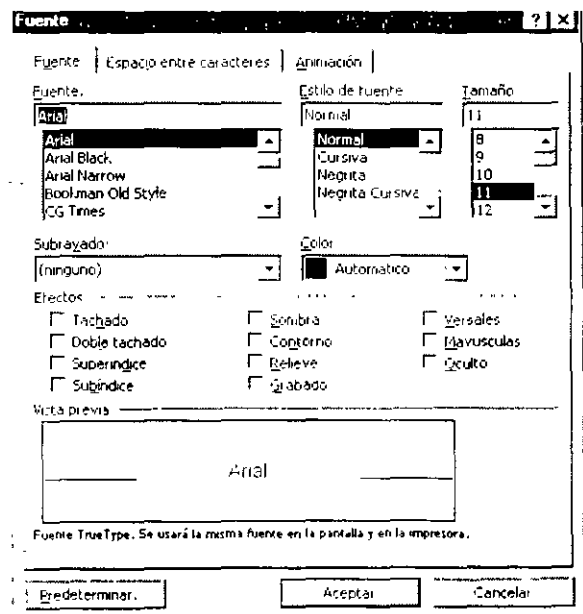 Fuente ? X
Fuente Espacio entre caracteres Animación
Fuente: Estilo de fuente Tamaño
Arial Normal 11
Arial Normal 8
Arial Black Cursiva 9
Arial Narrow Negrita 10
Bookman Old Style Negrita Cursiva 11
CG Times 12
Subrayado: Color
(ninguno) Automatico
Efectos
Tachado Sombra Versales
Doble tachado Contorno Mayusculas
Superindice Relieve Oculto
Subíndice Grabado
Vista previa
Arial
Fuente TrueType. Se usará la misma fuente en la pantalla y en la impresora.
Predeterminar. Aceptar Cancelar